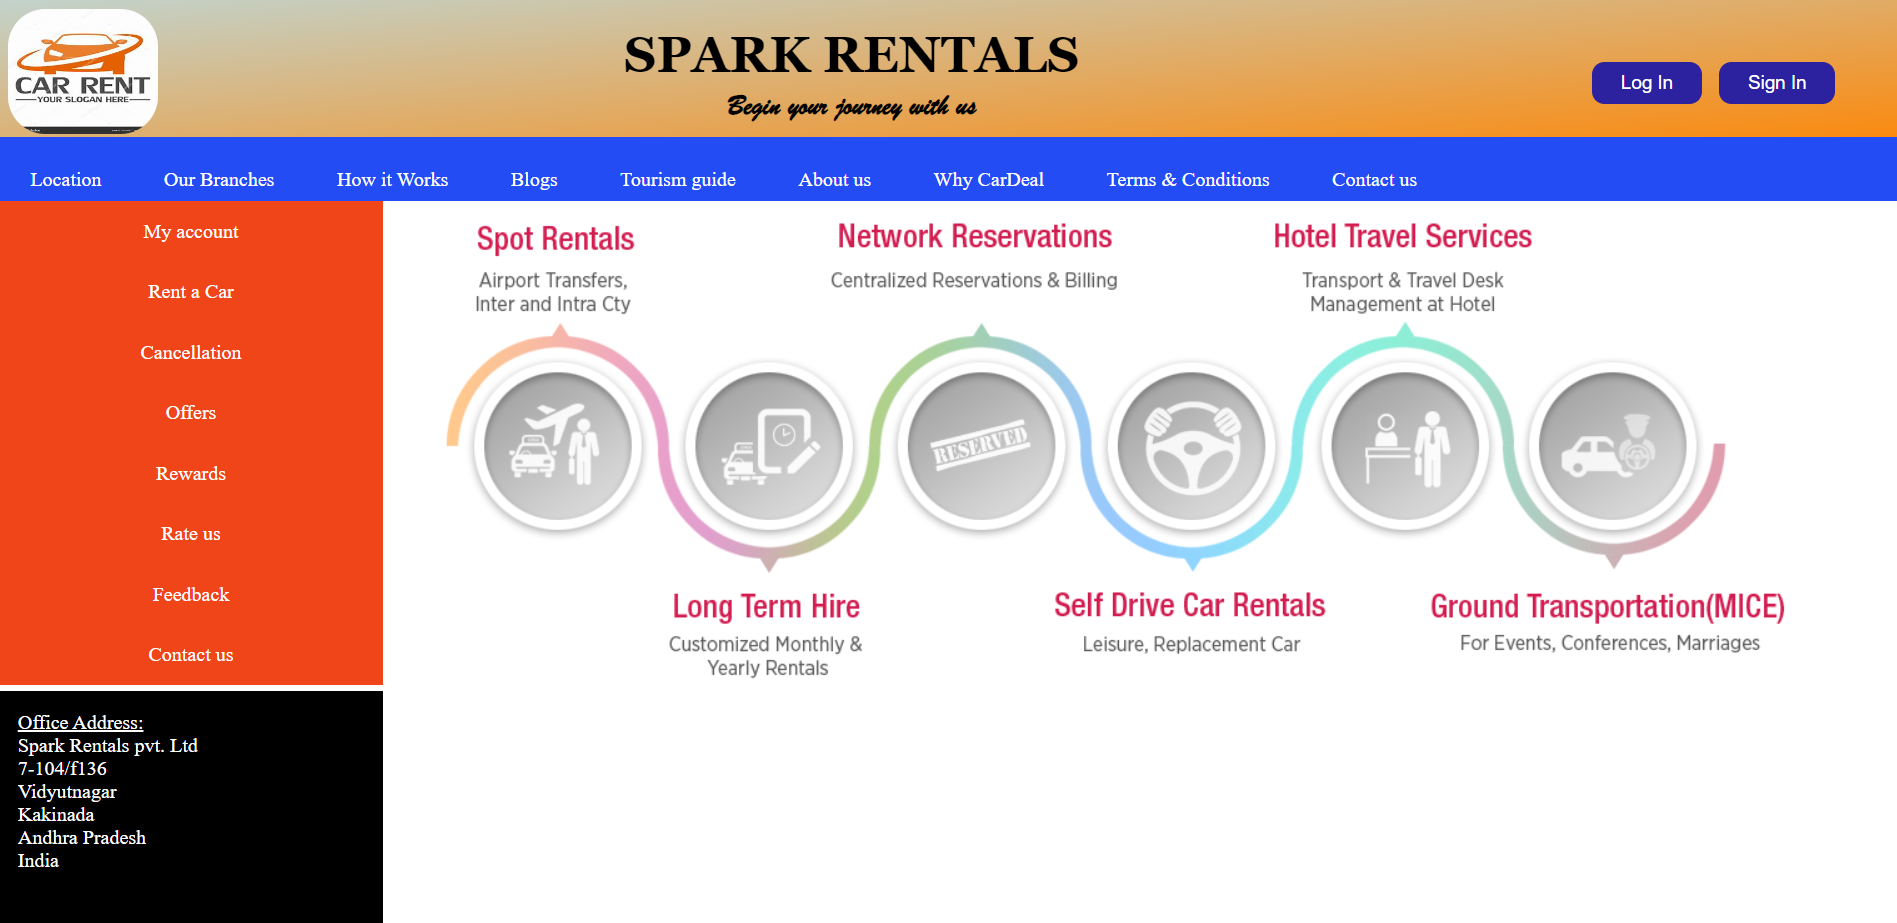 CAR RENT
YOUR SLOGAN HERE
SPARK RENTALS
Begin your journey with us
Log In
Sign In
Location
Our Branches
How it Works
Blogs
Tourism guide
About us
Why CarDeal
Terms & Conditions
Contact us
My account
Rent a Car
Cancellation
Offers
Rewards
Rate us
Feedback
Contact us
Office Address:
Spark Rentals pvt. Ltd
7-104/f136
Vidyutnagar
Kakinada
Andhra Pradesh
India
Spot Rentals
Airport Transfers,
Inter and Intra Cty
Network Reservations
Centralized Reservations & Billing
Hotel Travel Services
Transport & Travel Desk
Management at Hotel
RESERVED
Long Term Hire
Customized Monthly &
Yearly Rentals
Self Drive Car Rentals
Leisure, Replacement Car
Ground Transportation(MICE)
For Events, Conferences, Marriages